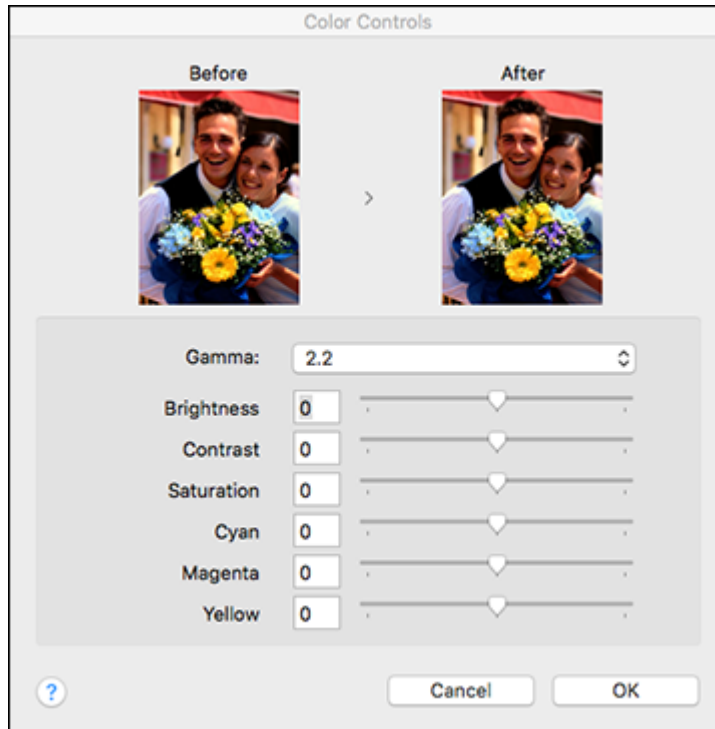 Color Controls
Before After
>
Gamma: 2.2
Brightness 0
Contrast 0
Saturation 0
Cyan 0
Magenta 0
Yellow 0
? Cancel OK